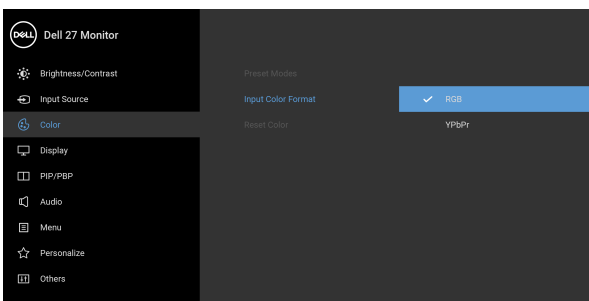 DELL Dell 27 Monitor
Brightness/Contrast Preset Modes
Input Source Input Color Format RGB
Color Reset Color YPbPr
Display
PIP/PBP
Audio
Menu
Personalize
Others